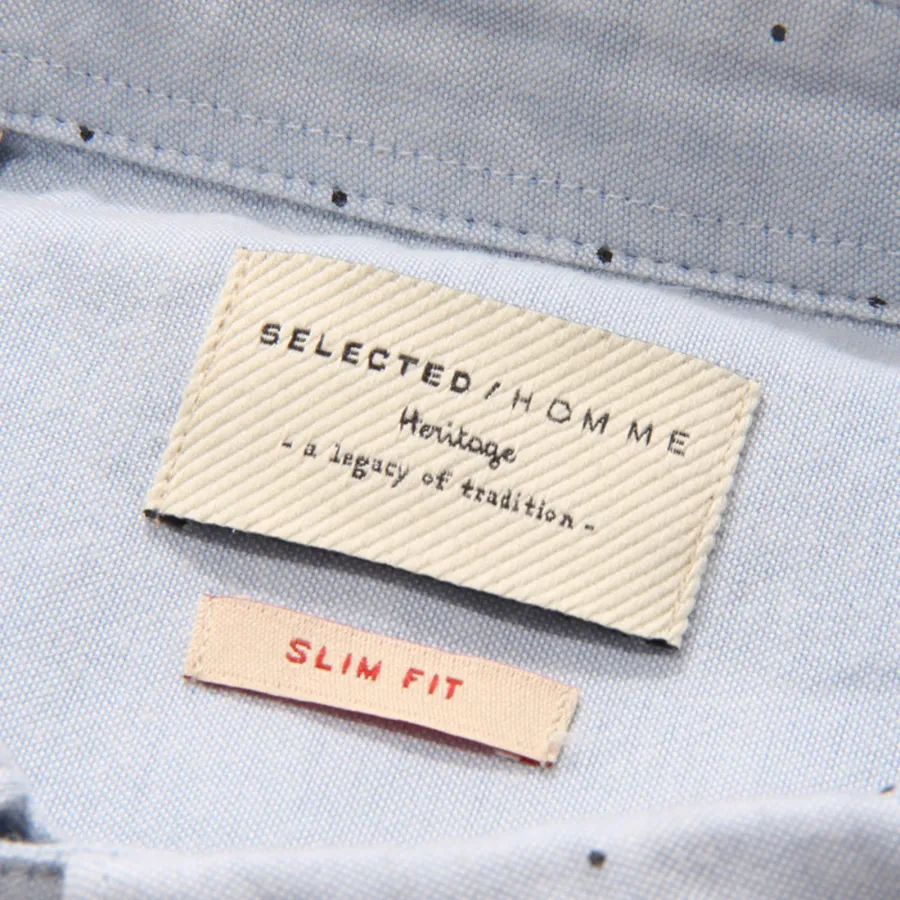 SELECTED / HOMME
Heritage
- a legacy of tradition -
SLIM FIT